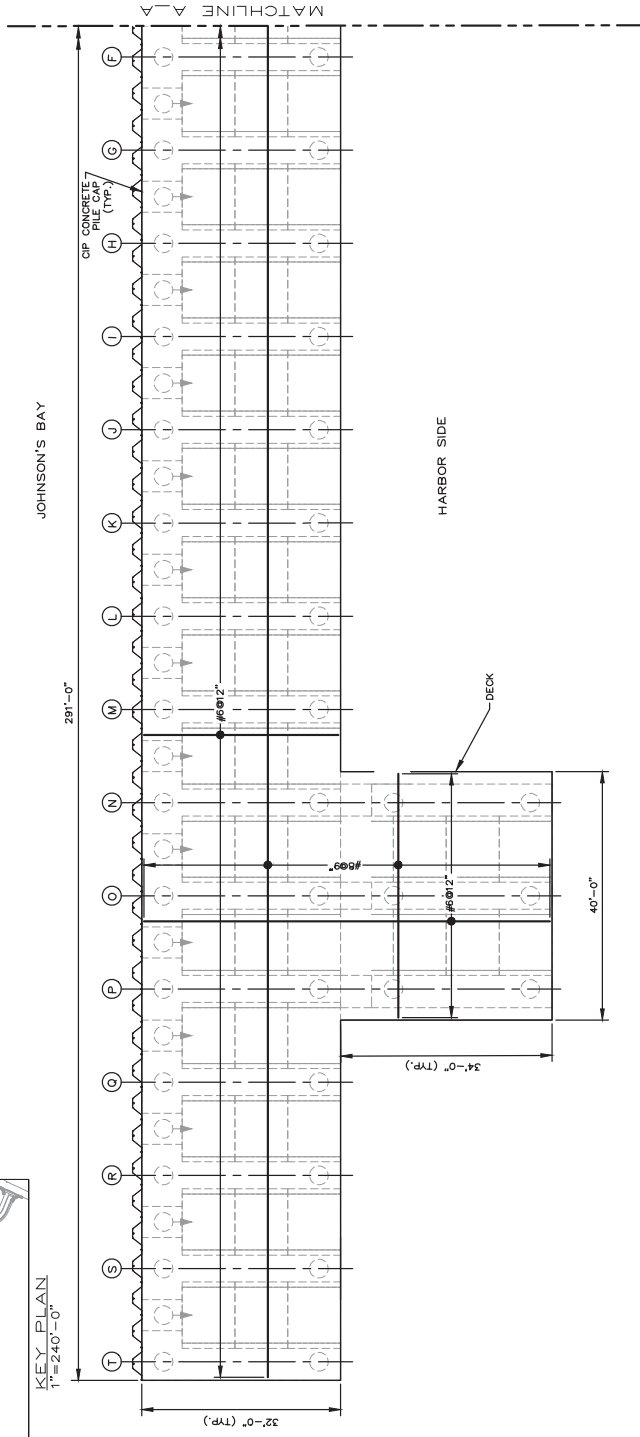 MATCHLINE A_A
F
G
H
I
J
K
L
M
N
O
P
Q
R
S
T
CIP CONCRETE
PILE CAP
(TYP.)
JOHNSON'S BAY
291'-0"
#6@12"
#8@9"
#6@12"
HARBOR SIDE
DECK
40'-0"
34'-0" (TYP.)
32'-0" (TYP.)
KEY PLAN
1"=240'-0"